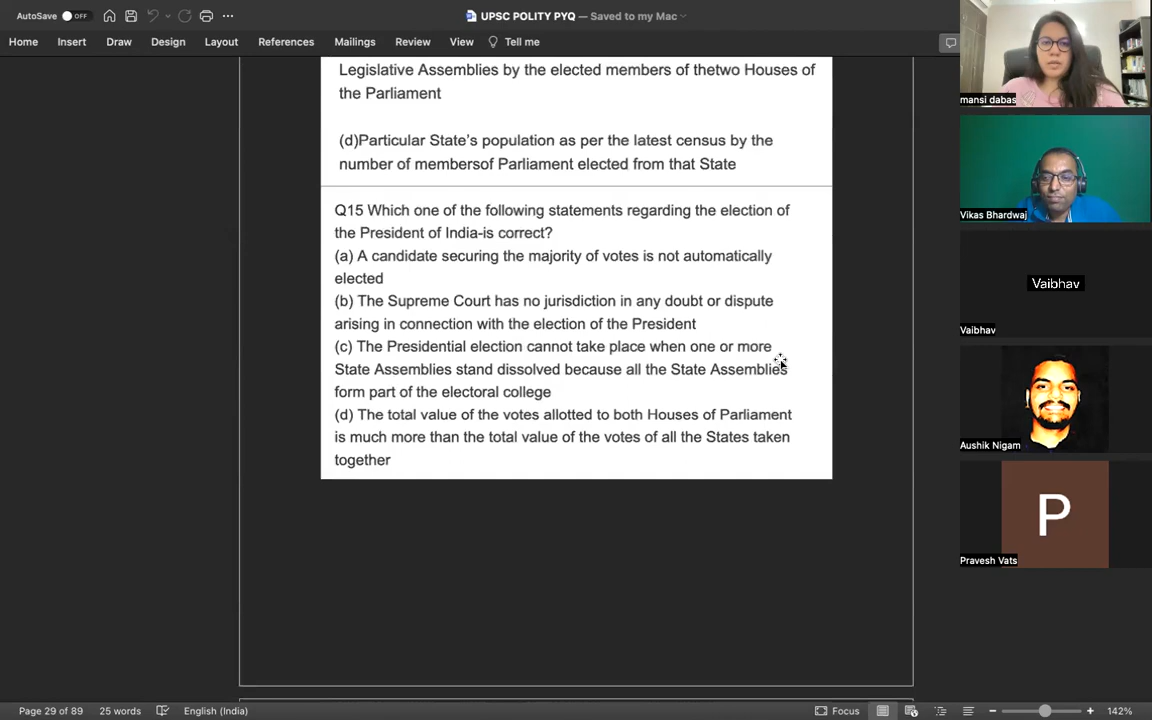 AutoSave OFF
UPSC POLITY PYQ — Saved to my Mac
Home Insert Draw Design Layout References Mailings Review View Tell me
Legislative Assemblies by the elected members of thetwo Houses of
the Parliament
(d)Particular State's population as per the latest census by the
number of membersof Parliament elected from that State
Q15 Which one of the following statements regarding the election of
the President of India-is correct?
(a) A candidate securing the majority of votes is not automatically
elected
(b) The Supreme Court has no jurisdiction in any doubt or dispute
arising in connection with the election of the President
(c) The Presidential election cannot take place when one or more
State Assemblies stand dissolved because all the State Assemblies
form part of the electoral college
(d) The total value of the votes allotted to both Houses of Parliament
is much more than the total value of the votes of all the States taken
together
mansi dabas
Vikas Bhardwaj
Vaibhav
Vaibhav
Aushik Nigam
P
Pravesh Vats
Page 29 of 89 25 words English (India) Focus 142%